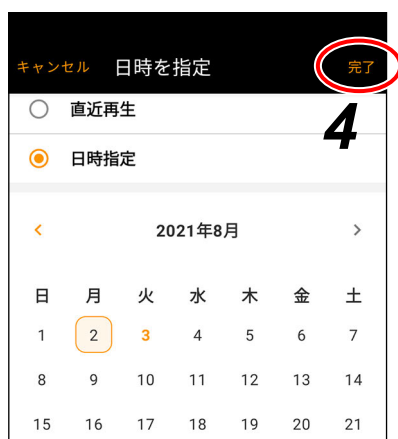 キャンセル 日時を指定 完了
4
直近再生
日時指定
< 2021年8月 >
日 月 火 水 木 金 土
1 2 3 4 5 6 7
8 9 10 11 12 13 14
15 16 17 18 19 20 21